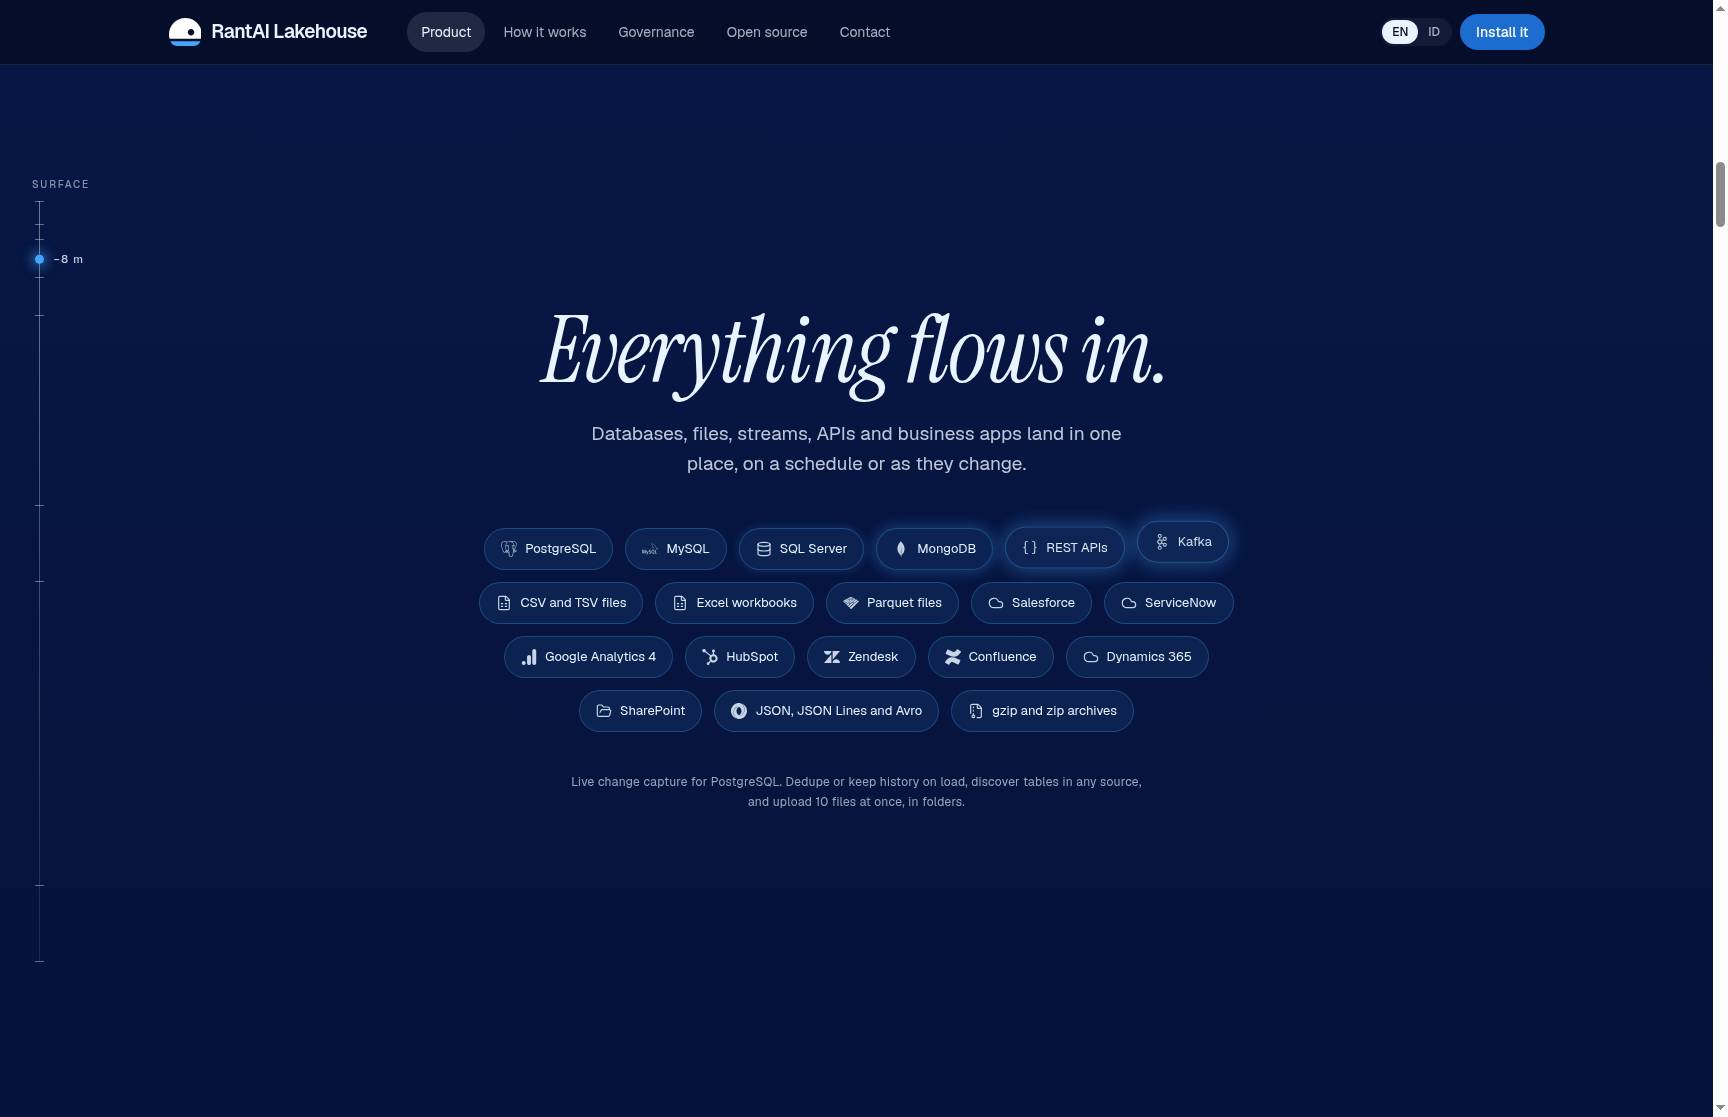 RantAI Lakehouse
Product
How it works
Governance
Open source
Contact
EN
ID
Install it
SURFACE
−8 m
Everything flows in.
Databases, files, streams, APIs and business apps land in one
place, on a schedule or as they change.
PostgreSQL
MySQL
SQL Server
MongoDB
REST APIs
Kafka
CSV and TSV files
Excel workbooks
Parquet files
Salesforce
ServiceNow
Google Analytics 4
HubSpot
Zendesk
Confluence
Dynamics 365
SharePoint
JSON, JSON Lines and Avro
gzip and zip archives
Live change capture for PostgreSQL. Dedupe or keep history on load, discover tables in any source,
and upload 10 files at once, in folders.